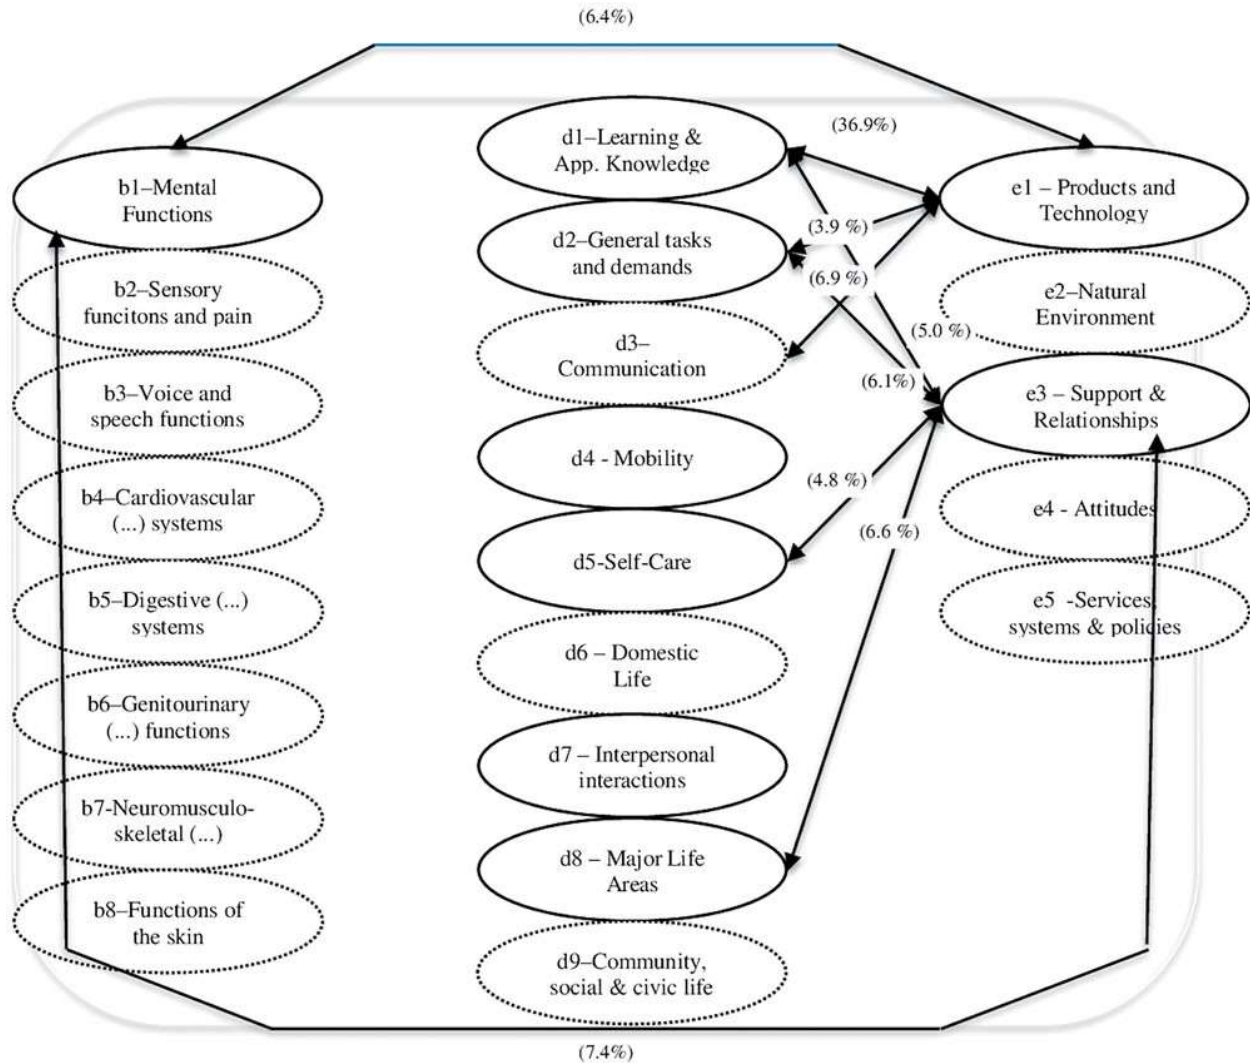 (6.4%)
(36.9%)
b1–Mental
Functions
b2–Sensory
funcitons and pain
b3–Voice and
speech functions
b4–Cardiovascular
(...) systems
b5–Digestive (...)
systems
b6–Genitourinary
(...) functions
b7-Neuromusculo-
skeletal (...)
b8–Functions of
the skin
d1–Learning &
App. Knowledge
d2–General tasks
and demands
d3–
Communication
d4 - Mobility
d5-Self-Care
d6 – Domestic
Life
d7 – Interpersonal
interactions
d8 – Major Life
Areas
d9–Community,
social & civic life
(3.9 %)
(6.9 %)
(5.0 %)
(6.1%)
(4.8 %)
(6.6 %)
e1 – Products and
Technology
e2–Natural
Environment
e3 – Support &
Relationships
e4 - Attitudes
e5 -Services,
systems & policies
(7.4%)